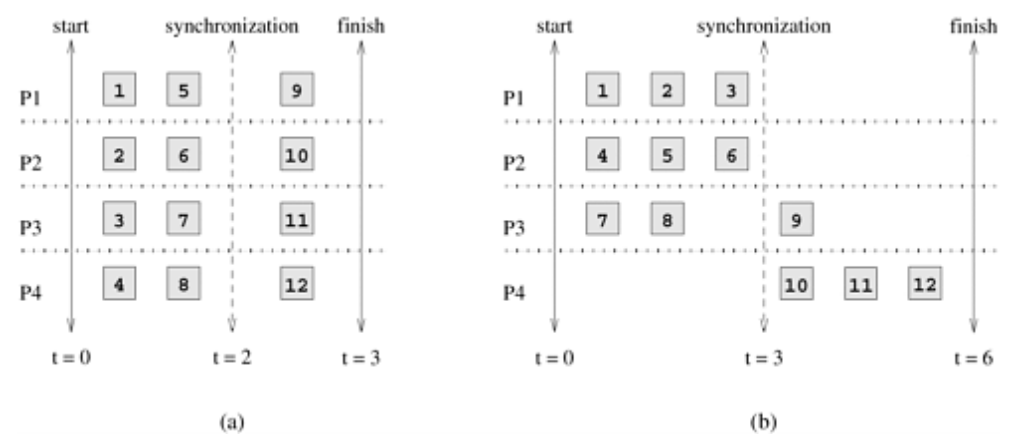 start synchronization finish
P1 1 5 9
P2 2 6 10
P3 3 7 11
P4 4 8 12
t = 0 t = 2 t = 3
(a)
start synchronization finish
P1 1 2 3
P2 4 5 6
P3 7 8 9
P4 10 11 12
t = 0 t = 3 t = 6
(b)